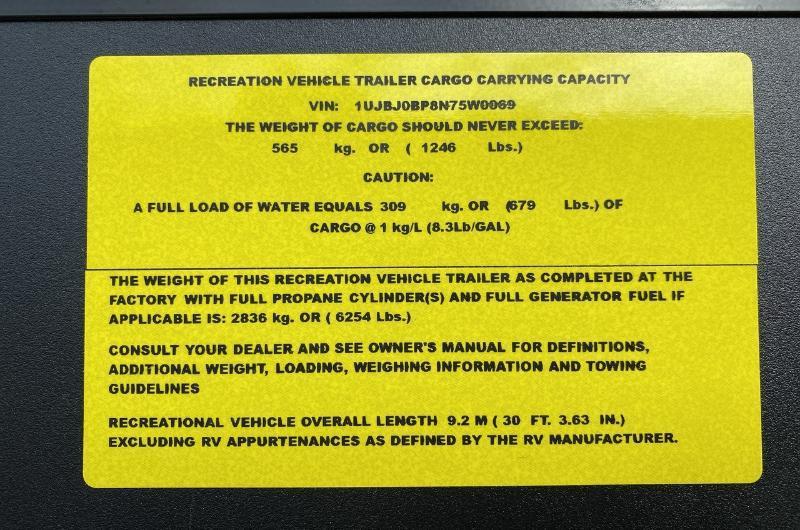 RECREATION VEHICLE TRAILER CARGO CARRYING CAPACITY
VIN: 1UJBJ0BP8N75W0069
THE WEIGHT OF CARGO SHOULD NEVER EXCEED:
565 kg. OR ( 1246 Lbs.)
CAUTION:
A FULL LOAD OF WATER EQUALS 309 kg. OR (679 Lbs.) OF
CARGO @ 1 kg/L (8.3Lb/GAL)
THE WEIGHT OF THIS RECREATION VEHICLE TRAILER AS COMPLETED AT THE
FACTORY WITH FULL PROPANE CYLINDER(S) AND FULL GENERATOR FUEL IF
APPLICABLE IS: 2836 kg. OR ( 6254 Lbs.)
CONSULT YOUR DEALER AND SEE OWNER'S MANUAL FOR DEFINITIONS,
ADDITIONAL WEIGHT, LOADING, WEIGHING INFORMATION AND TOWING
GUIDELINES
RECREATIONAL VEHICLE OVERALL LENGTH 9.2 M ( 30 FT. 3.63 IN.)
EXCLUDING RV APPURTENANCES AS DEFINED BY THE RV MANUFACTURER.